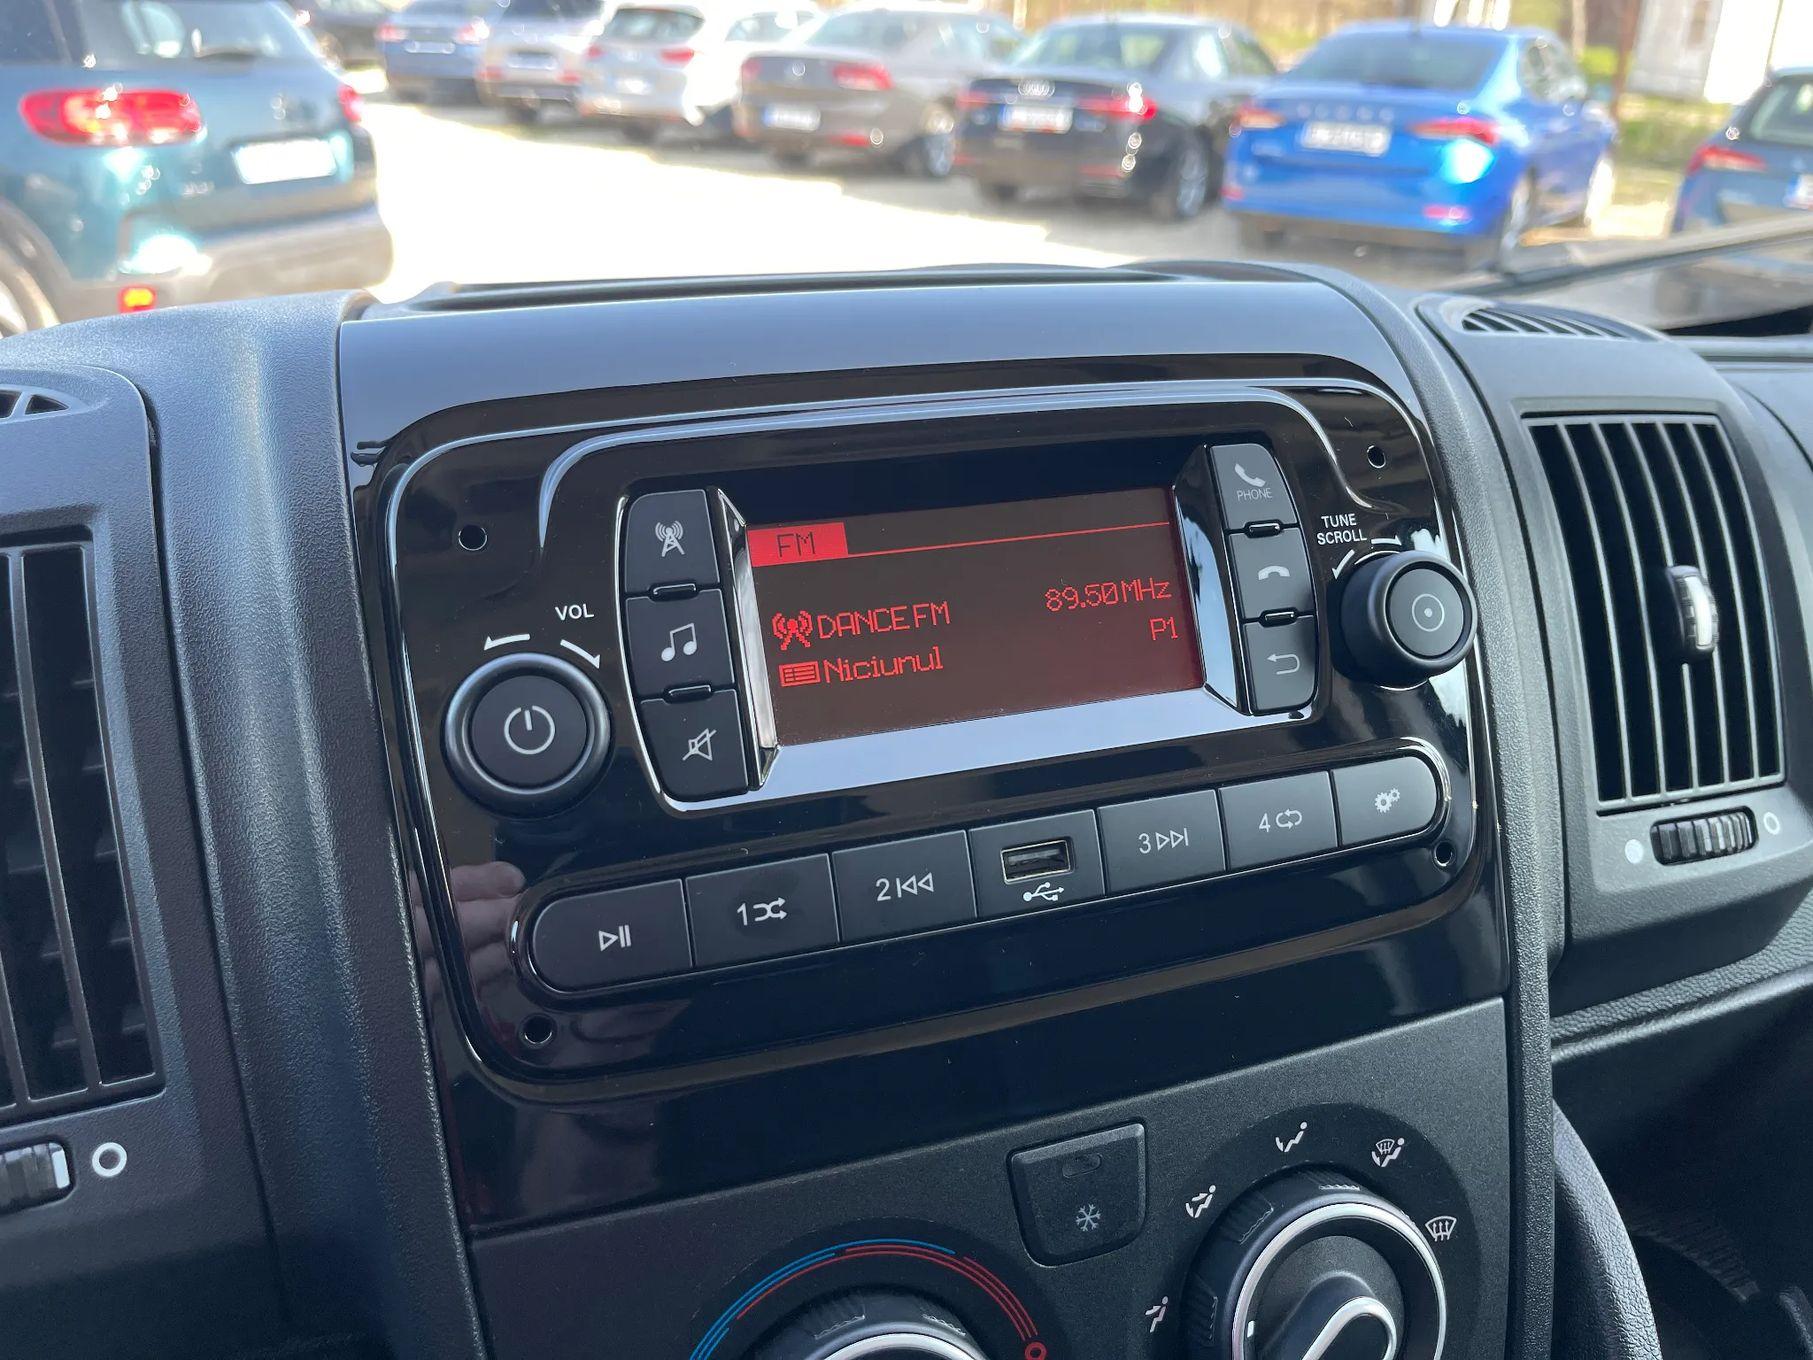 FM
DANCE FM 89.50 MHz
P1
Niciunul
VOL
PHONE
TUNE
SCROLL
1
2
3
4